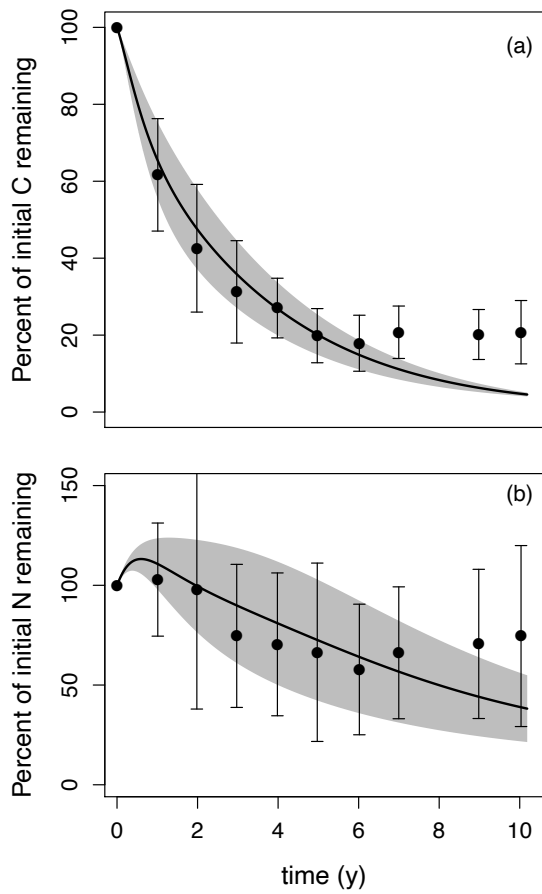 (a)
Percent of initial C remaining
100
80
60
40
20
0
(b)
Percent of initial N remaining
150
100
50
0
0 2 4 6 8 10
time (y)